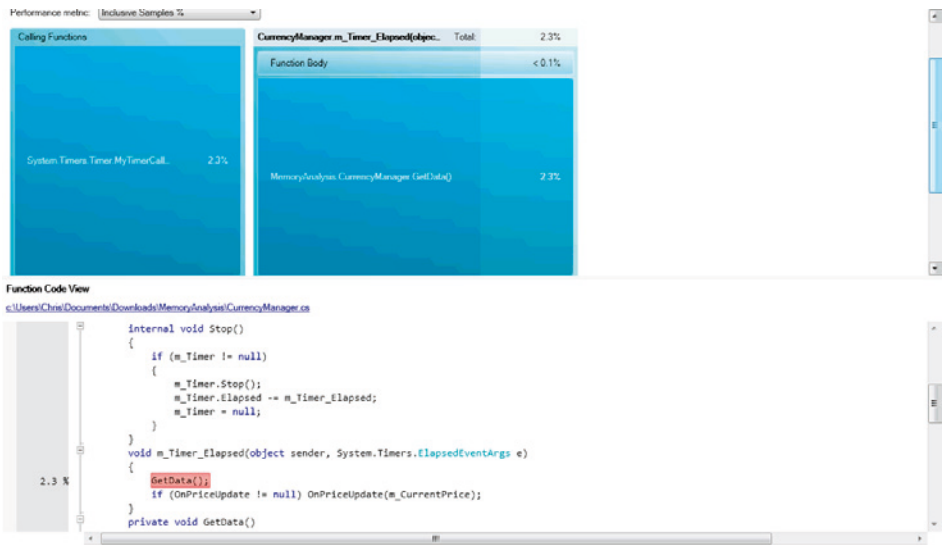 Performance metric: Inclusive Samples %
Calling Functions
System.Timers.Timer.MyTimerCall... 2.3%
CurrencyManager.m_Timer_Elapsed(objec... Total: 2.3%
Function Body < 0.1%
MemoryAnalysis.CurrencyManager.GetData() 2.3%
Function Code View
c:\Users\Chris\Documents\Downloads\MemoryAnalysis\CurrencyManager.cs
internal void Stop()
{
if (m_Timer != null)
{
m_Timer.Stop();
m_Timer.Elapsed -= m_Timer_Elapsed;
m_Timer = null;
}
}
void m_Timer_Elapsed(object sender, System.Timers.ElapsedEventArgs e)
{
2.3 % GetData();
if (OnPriceUpdate != null) OnPriceUpdate(m_CurrentPrice);
}
private void GetData()